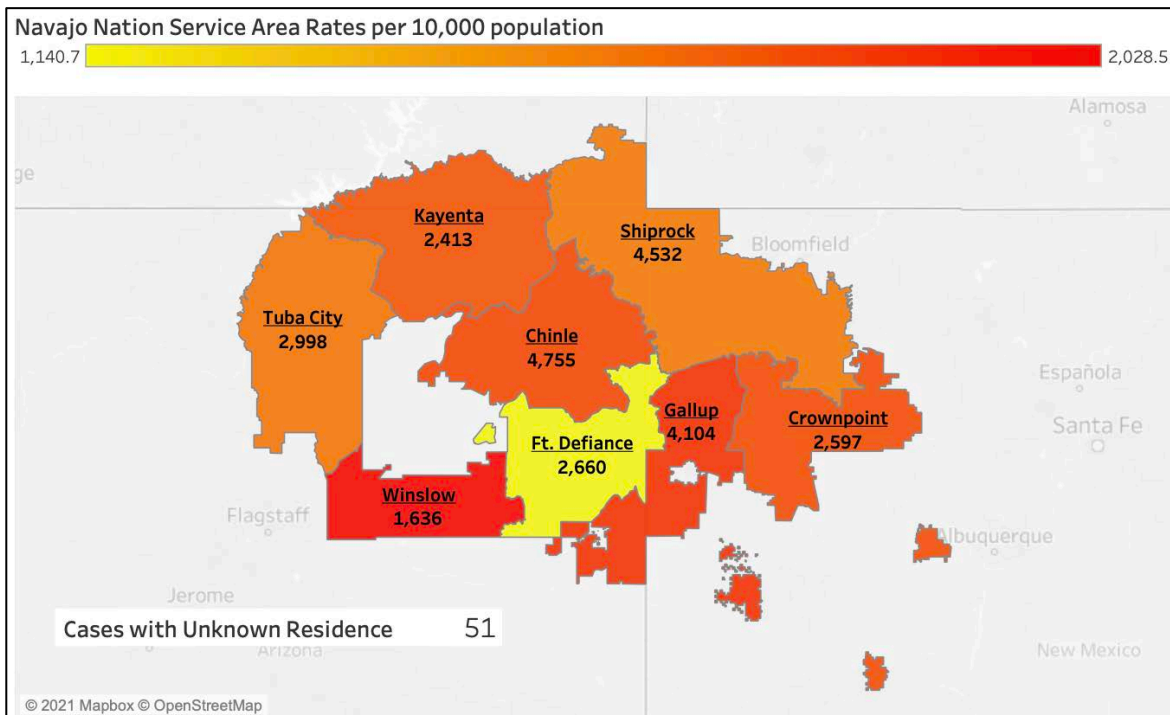 Navajo Nation Service Area Rates per 10,000 population
1,140.7
2,028.5
Alamosa
ge
Kayenta
2,413
Shiprock
4,532
Bloomfield
Tuba City
2,998
Chinle
4,755
Española
Gallup
4,104
Crownpoint
2,597
Santa Fe
Ft. Defiance
2,660
Winslow
1,636
Flagstaff
Albuquerque
Jerome
Cases with Unknown Residence 51
Arizona
New Mexico
© 2021 Mapbox © OpenStreetMap